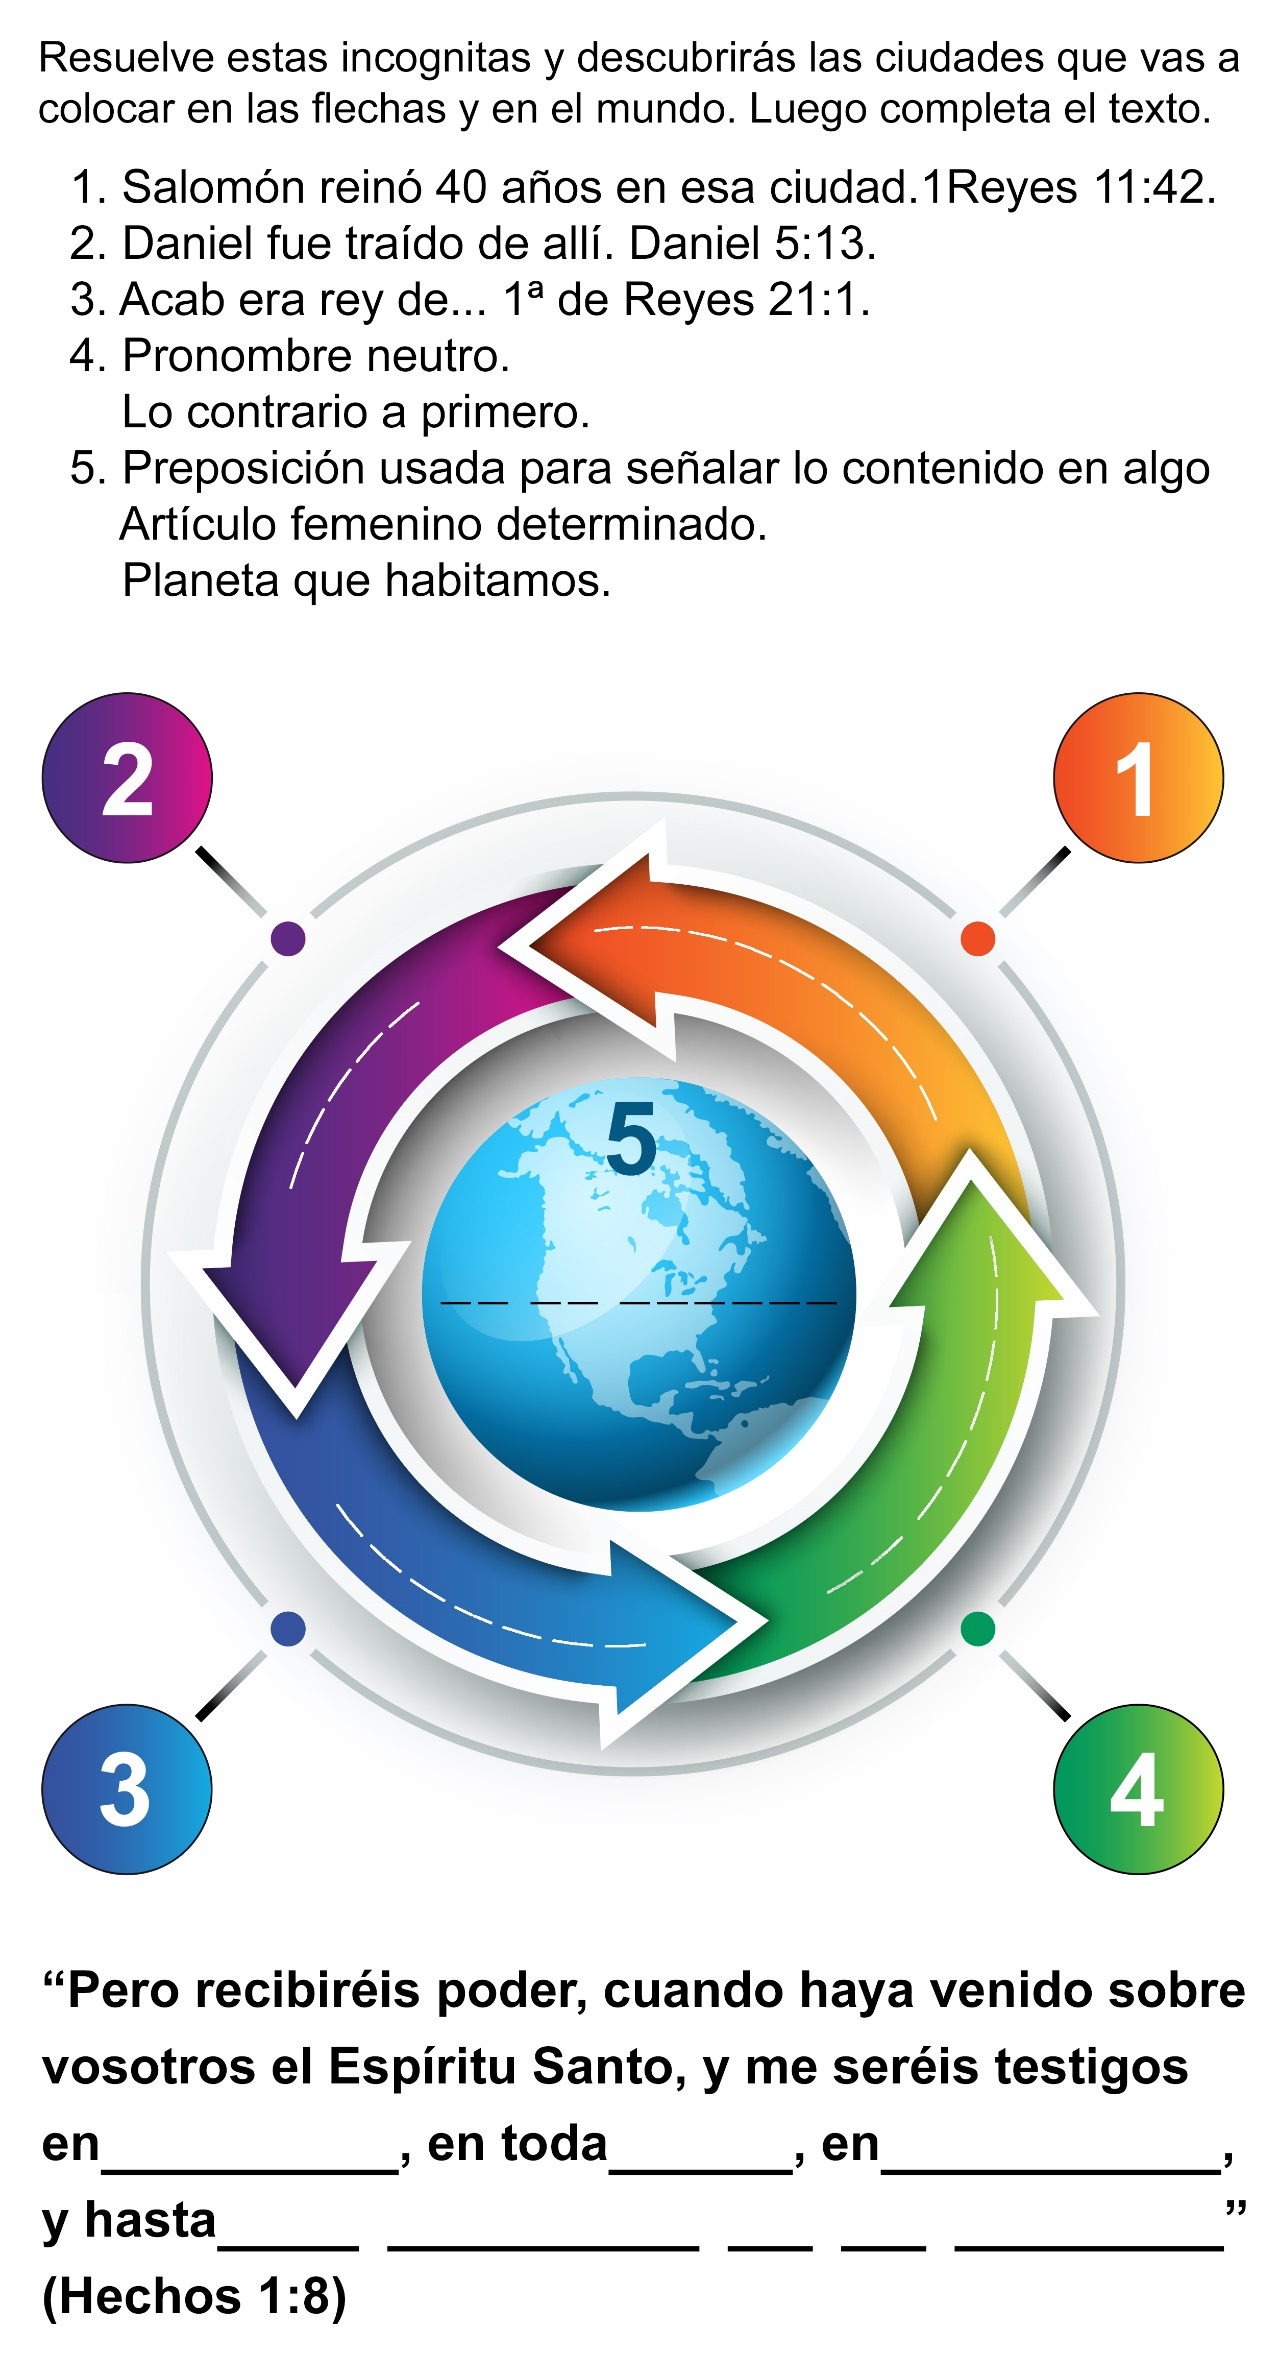 Resuelve estas incognitas y descubrirás las ciudades que vas a
colocar en las flechas y en el mundo. Luego completa el texto.
1. Salomón reinó 40 años en esa ciudad.1Reyes 11:42.
2. Daniel fue traído de allí. Daniel 5:13.
3. Acab era rey de... 1ª de Reyes 21:1.
4. Pronombre neutro.
Lo contrario a primero.
5. Preposición usada para señalar lo contenido en algo
Artículo femenino determinado.
Planeta que habitamos.
2
1
5
3
4
“Pero recibiréis poder, cuando haya venido sobre
vosotros el Espíritu Santo, y me seréis testigos
en__________, en toda______, en___________,
y hasta_____ __________ ___ ___ _________”
(Hechos 1:8)